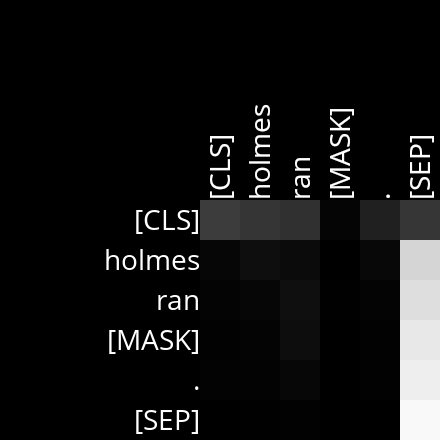 [CLS]
holmes
ran
[MASK]
.
[SEP]
[CLS]
holmes
ran
[MASK]
.
[SEP]